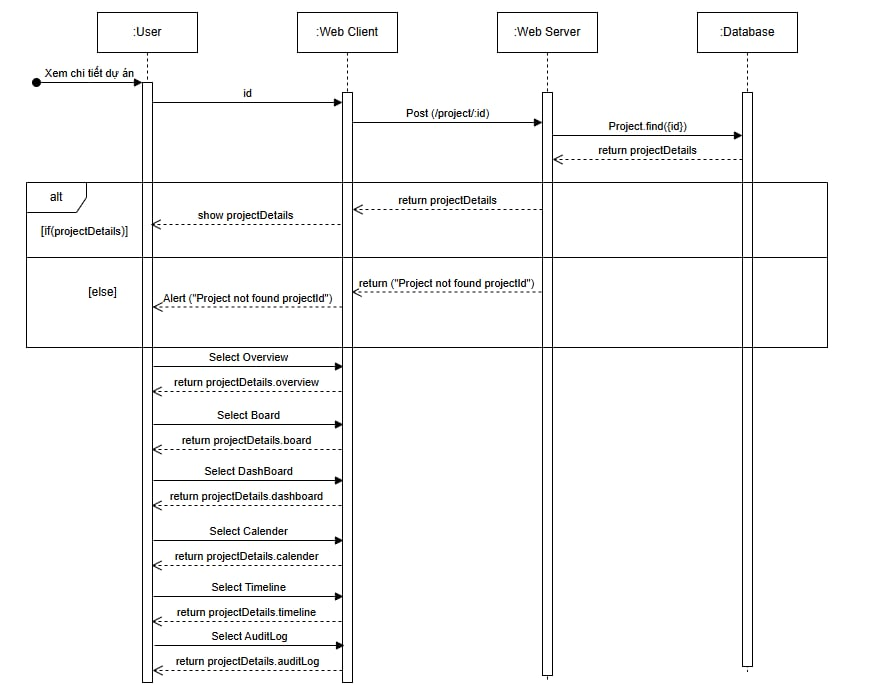 :User
:Web Client
:Web Server
:Database
Xem chi tiết dự án
id
Post (/project/:id)
Project.find({id})
return projectDetails
alt
return projectDetails
show projectDetails
[if(projectDetails)]
return ("Project not found projectId")
[else]
Alert ("Project not found projectId")
Select Overview
return projectDetails.overview
Select Board
return projectDetails.board
Select DashBoard
return projectDetails.dashboard
Select Calender
return projectDetails.calender
Select Timeline
return projectDetails.timeline
Select AuditLog
return projectDetails.auditLog